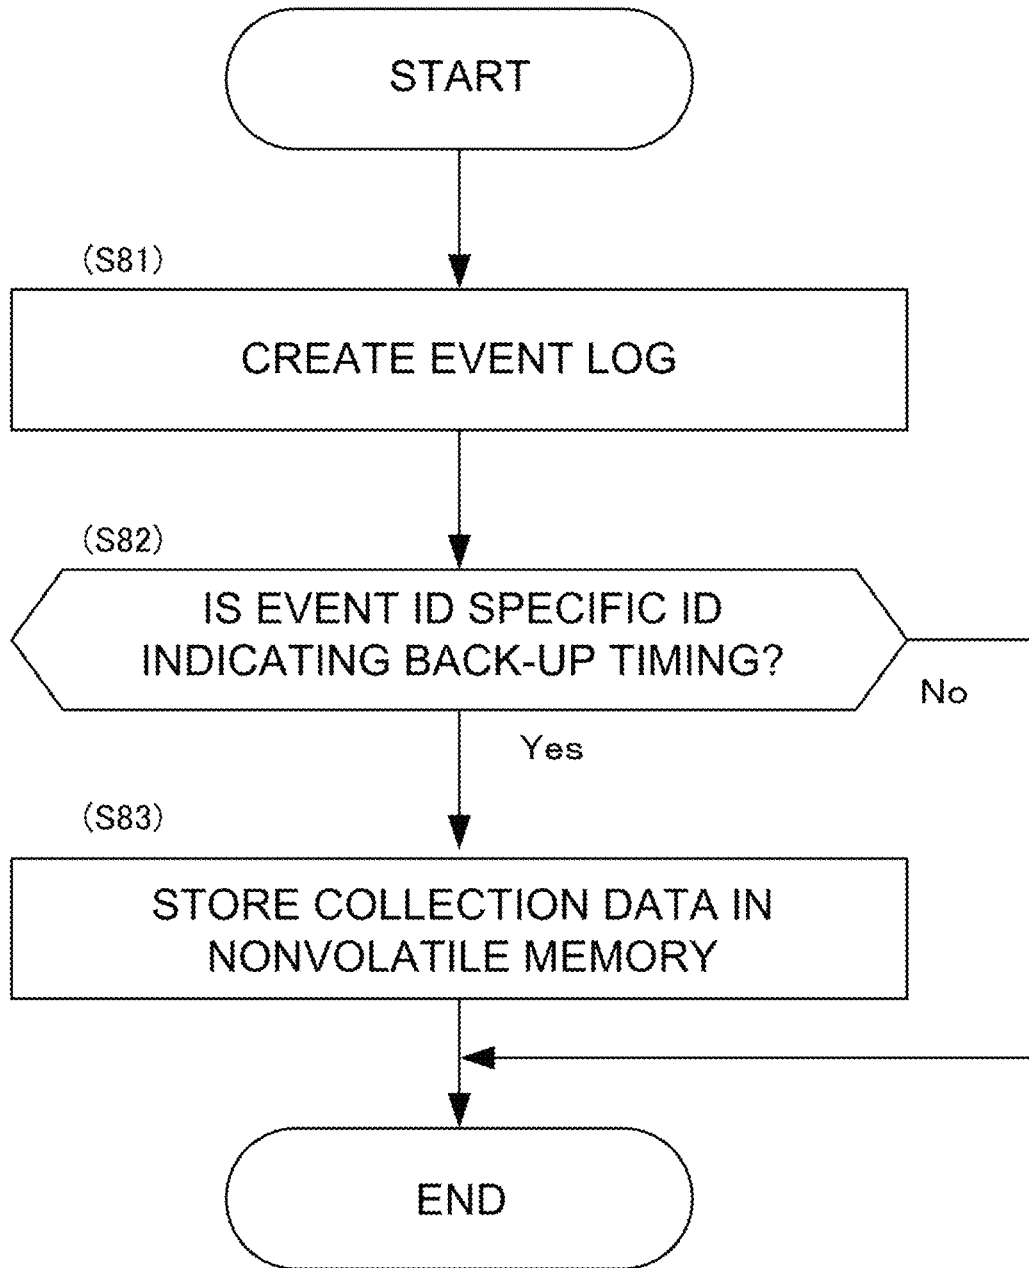 START
(S81)
CREATE EVENT LOG
(S82)
IS EVENT ID SPECIFIC ID
INDICATING BACK-UP TIMING?
No
Yes
(S83)
STORE COLLECTION DATA IN
NONVOLATILE MEMORY
END